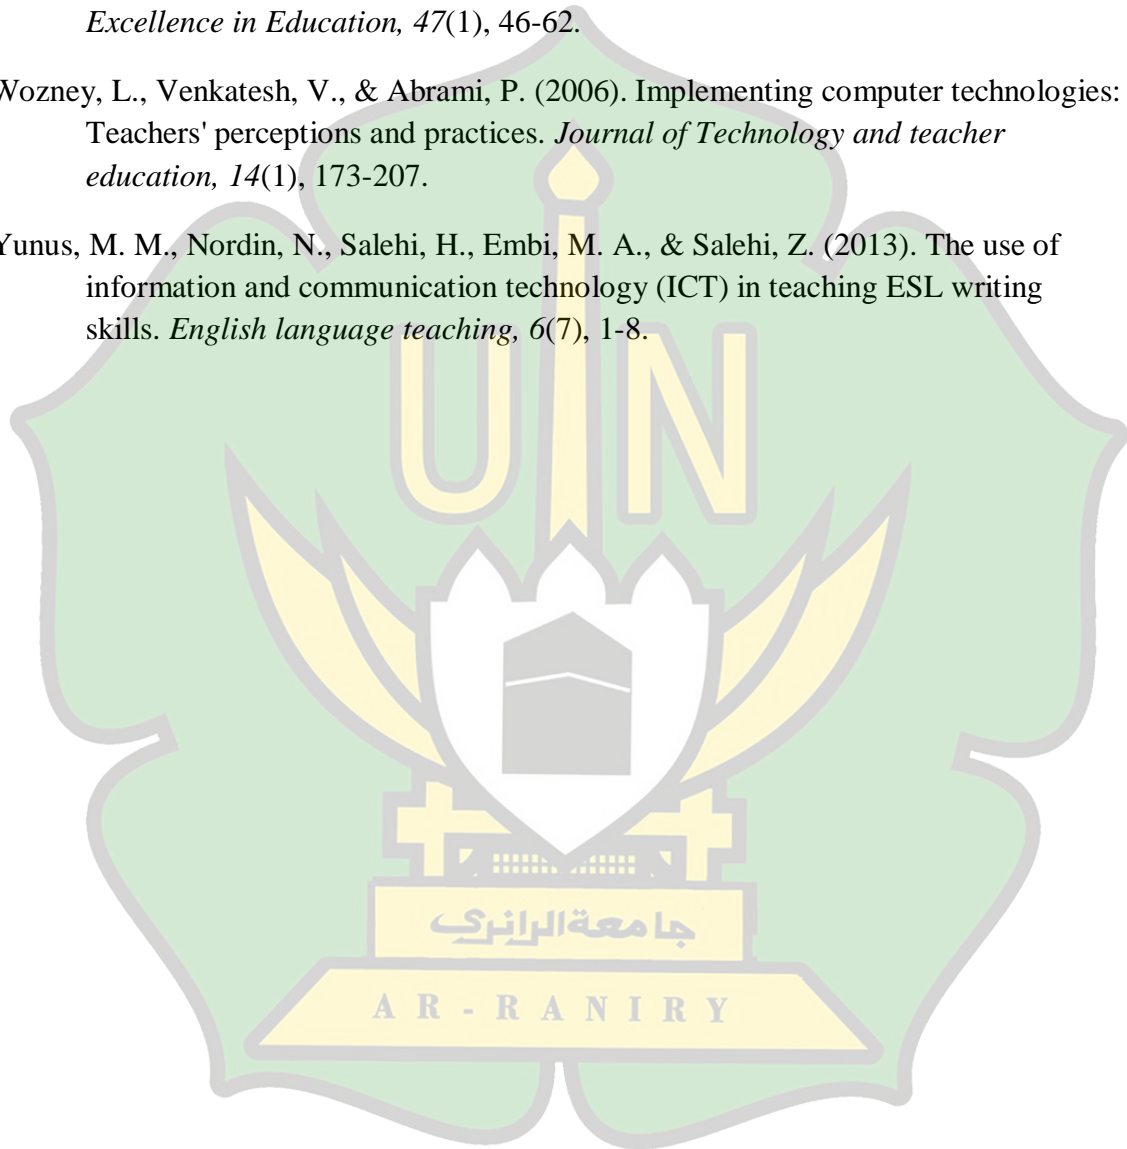 Excellence in Education, 47(1), 46-62.
Wozney, L., Venkatesh, V., & Abrami, P. (2006). Implementing computer technologies:
Teachers' perceptions and practices. Journal of Technology and teacher
education, 14(1), 173-207.
Yunus, M. M., Nordin, N., Salehi, H., Embi, M. A., & Salehi, Z. (2013). The use of
information and communication technology (ICT) in teaching ESL writing
skills. English language teaching, 6(7), 1-8.
UIN
جامعة الرانري
AR-RANIRY